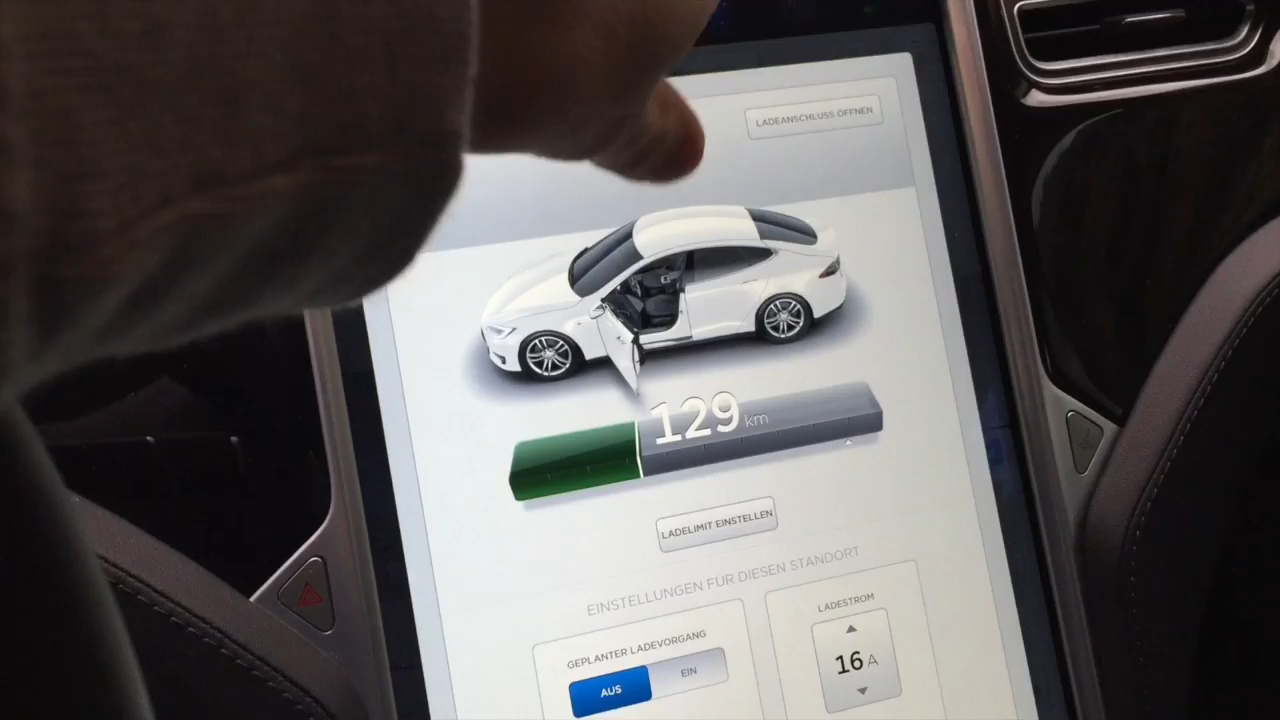 LADEANSCHLUSS ÖFFNEN
129 km
LADELIMIT EINSTELLEN
EINSTELLUNGEN FÜR DIESEN STANDORT
GEPLANTER LADEVORGANG
AUS EIN
LADESTROM
16 A